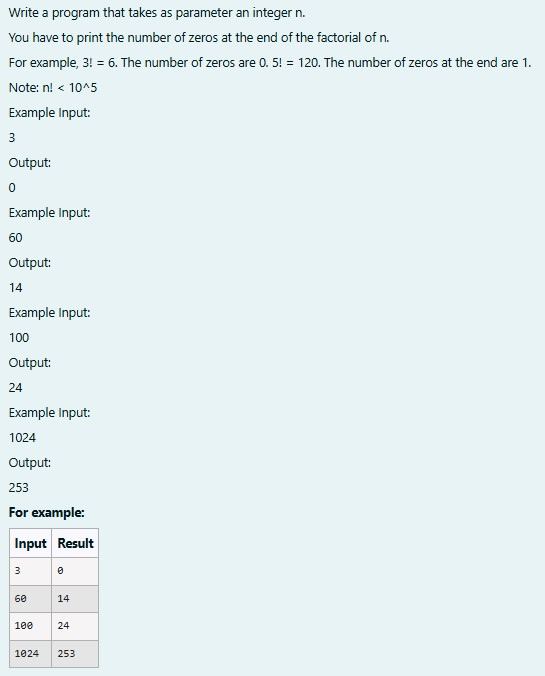 Write a program that takes as parameter an integer n.
You have to print the number of zeros at the end of the factorial of n.
For example, 3! = 6. The number of zeros are 0. 5! = 120. The number of zeros at the end are 1.
Note: n! < 10^5
Example Input:
3
Output:
0
Example Input:
60
Output:
14
Example Input:
100
Output:
24
Example Input:
1024
Output:
253
For example:
Input Result
3 0
60 14
100 24
1024 253